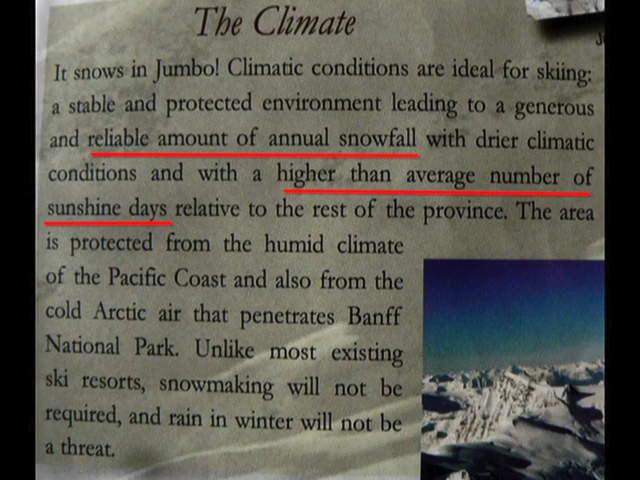 The Climate
It snows in Jumbo! Climatic conditions are ideal for skiing:
a stable and protected environment leading to a generous
and reliable amount of annual snowfall with drier climatic
conditions and with a higher than average number of
sunshine days relative to the rest of the province. The area
is protected from the humid climate
of the Pacific Coast and also from the
cold Arctic air that penetrates Banff
National Park. Unlike most existing
ski resorts, snowmaking will not be
required, and rain in winter will not be
a threat.